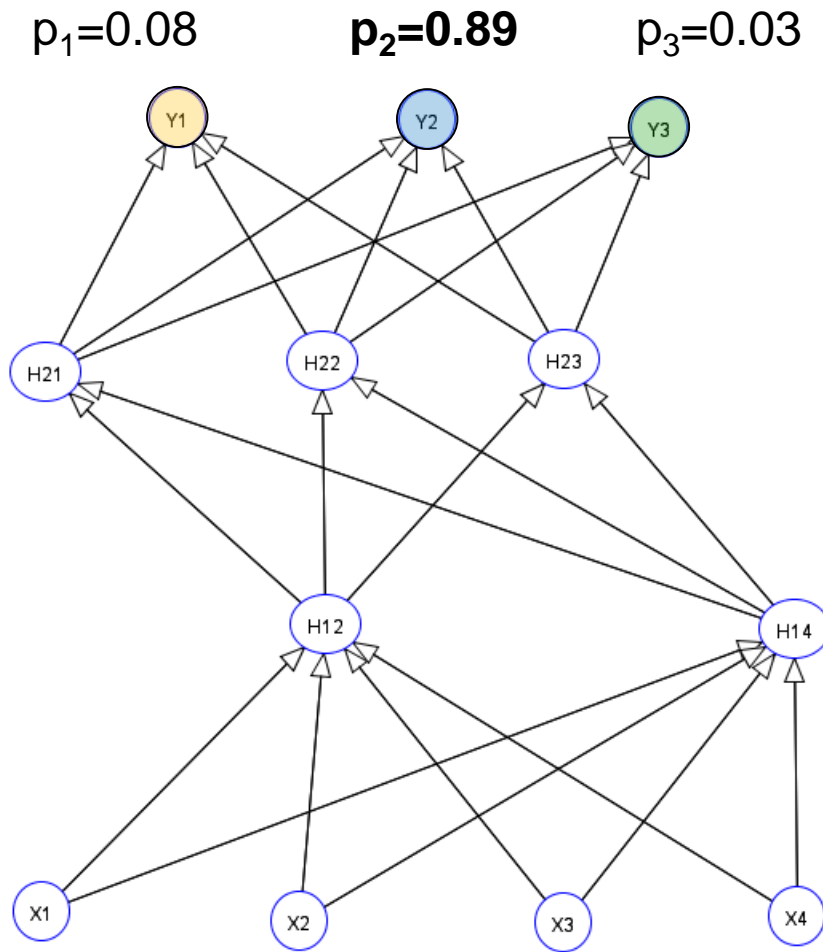 p₁=0.08 p₂=0.89 p₃=0.03
Y1 Y2 Y3
H21 H22 H23
H12 H14
X1 X2 X3 X4